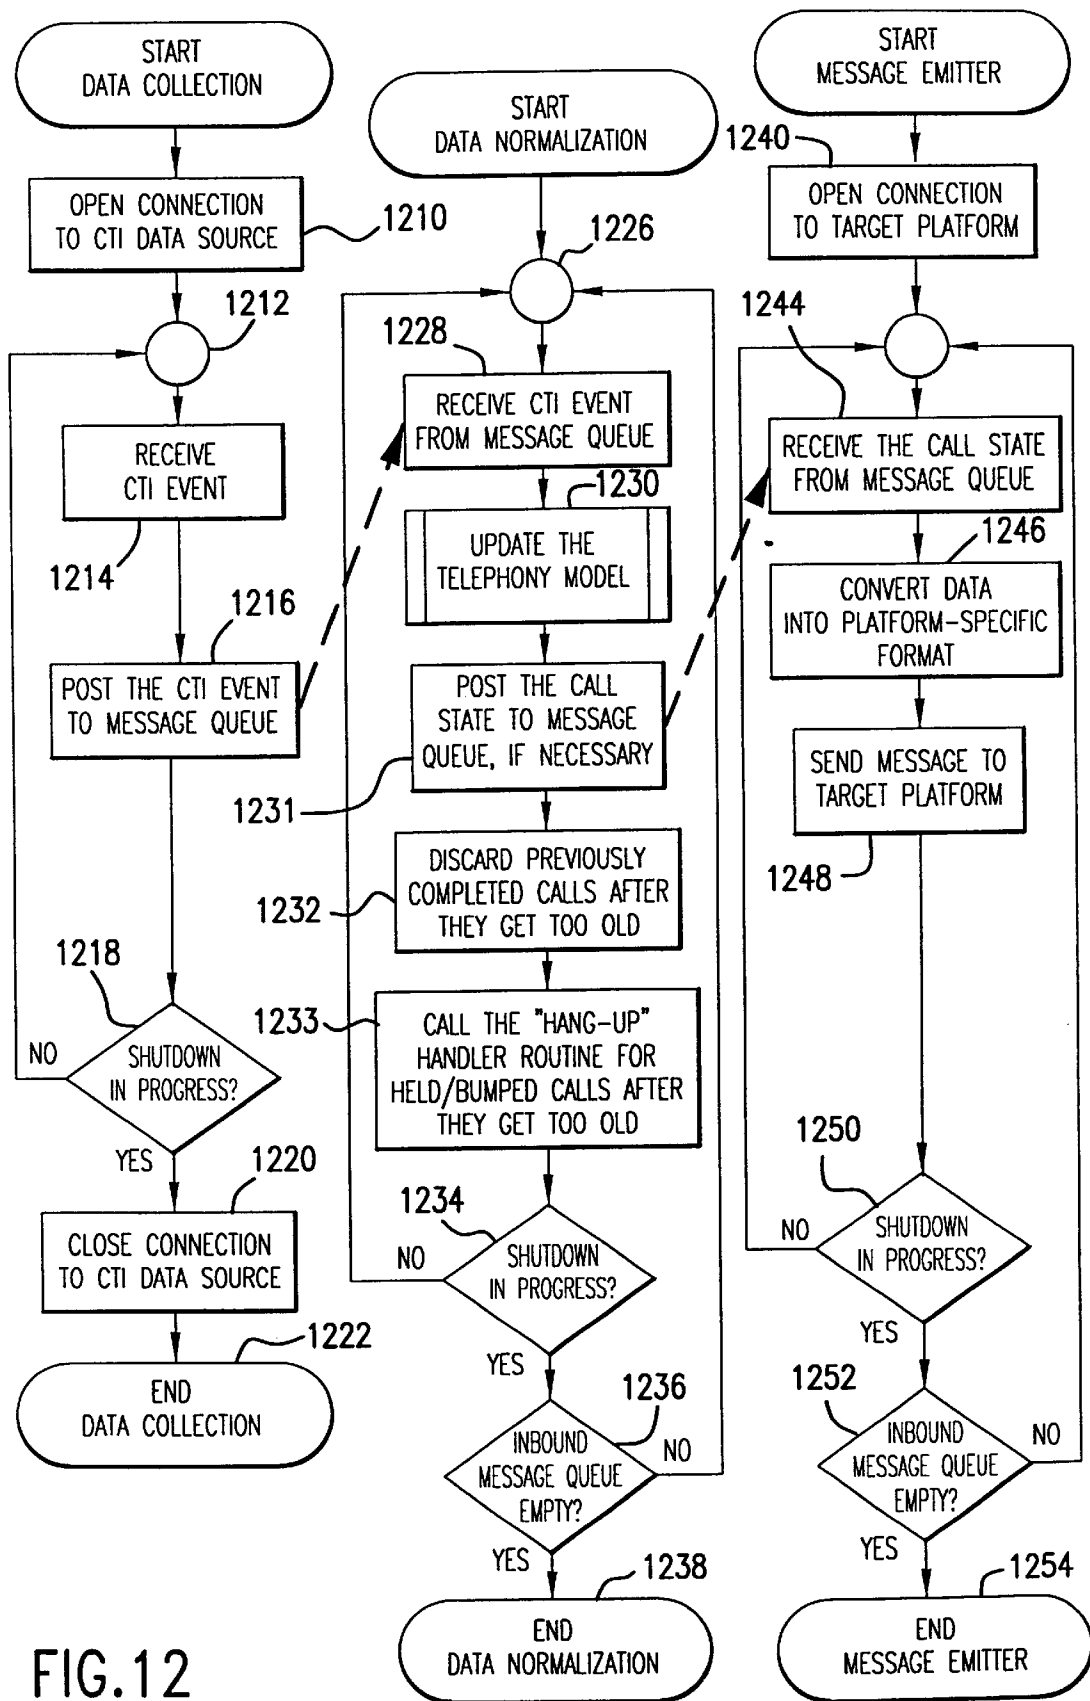 START
DATA COLLECTION
OPEN CONNECTION
TO CTI DATA SOURCE
1210
1212
RECEIVE
CTI EVENT
1214
1216
POST THE CTI EVENT
TO MESSAGE QUEUE
1218
NO
SHUTDOWN
IN PROGRESS?
YES
1220
CLOSE CONNECTION
TO CTI DATA SOURCE
1222
END
DATA COLLECTION
START
DATA NORMALIZATION
1226
1228
RECEIVE CTI EVENT
FROM MESSAGE QUEUE
1230
UPDATE THE
TELEPHONY MODEL
POST THE CALL
STATE TO MESSAGE
QUEUE, IF NECESSARY
1231
DISCARD PREVIOUSLY
COMPLETED CALLS AFTER
THEY GET TOO OLD
1232
1233
CALL THE "HANG-UP"
HANDLER ROUTINE FOR
HELD/BUMPED CALLS AFTER
THEY GET TOO OLD
1234
NO
SHUTDOWN
IN PROGRESS?
YES
1236
INBOUND
MESSAGE QUEUE
EMPTY?
NO
YES
1238
END
DATA NORMALIZATION
START
MESSAGE EMITTER
1240
OPEN CONNECTION
TO TARGET PLATFORM
1244
RECEIVE THE CALL STATE
FROM MESSAGE QUEUE
1246
CONVERT DATA
INTO PLATFORM-SPECIFIC
FORMAT
SEND MESSAGE TO
TARGET PLATFORM
1248
1250
NO
SHUTDOWN
IN PROGRESS?
YES
1252
INBOUND
MESSAGE QUEUE
EMPTY?
NO
YES
1254
END
MESSAGE EMITTER
FIG.12